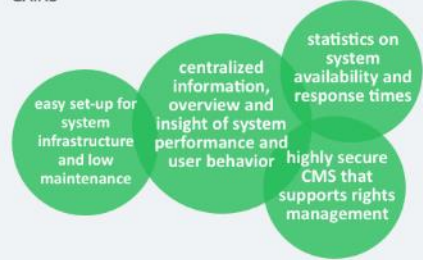 easy set-up for
system
infrastructure
and low
maintenance
centralized
information,
overview and
insight of system
performance and
user behavior
statistics on
system
availability and
response times
highly secure
CMS that
supports rights
management